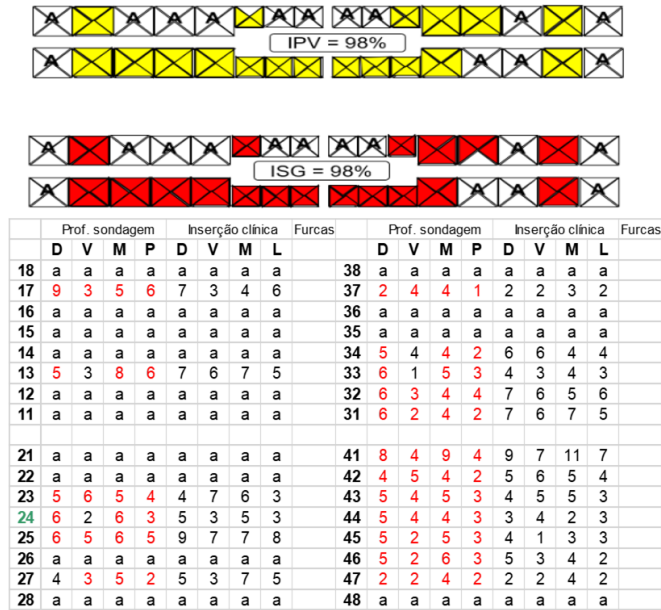 A A A A A A A A A A
IPV = 98%
A A A A
A A A A A A A A A A
ISG = 98%
A A A A
Prof. sondagem Inserção clínica Furcas Prof. sondagem Inserção clínica Furcas
D V M P D V M L D V M P D V M L
18 a a a a a a a a 38 a a a a a a a a
17 9 3 5 6 7 3 4 6 37 2 4 4 1 2 2 3 2
16 a a a a a a a a 36 a a a a a a a a
15 a a a a a a a a 35 a a a a a a a a
14 a a a a a a a a 34 5 4 4 2 6 6 4 4
13 5 3 8 6 7 6 7 5 33 6 1 5 3 4 3 4 3
12 a a a a a a a a 32 6 3 4 4 7 6 5 6
11 a a a a a a a a 31 6 2 4 2 7 6 7 5
21 a a a a a a a a 41 8 4 9 4 9 7 11 7
22 a a a a a a a a 42 4 5 4 2 5 6 5 4
23 5 6 5 4 4 7 6 3 43 5 4 5 3 4 5 5 3
24 6 2 6 3 5 3 5 3 44 5 4 4 3 3 4 2 3
25 6 5 6 5 9 7 7 8 45 5 2 5 3 4 1 3 3
26 a a a a a a a a 46 5 2 6 3 5 3 4 2
27 4 3 5 2 5 3 7 5 47 2 2 4 2 2 2 4 2
28 a a a a a a a a 48 a a a a a a a a